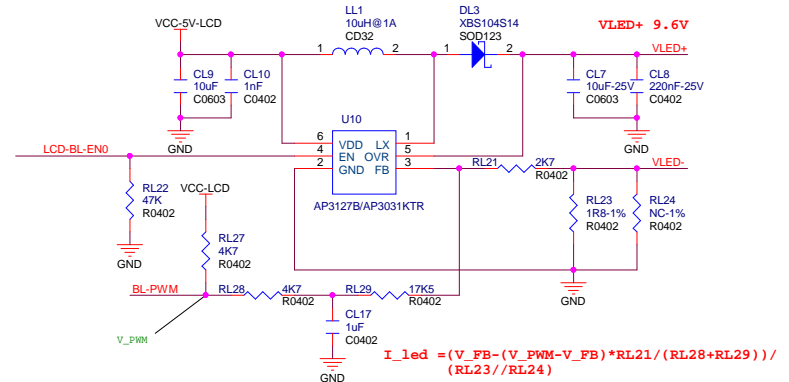 VCC-5V-LCD
LL1
10uH@1A
CD32
DL3
XBS104S14
SOD123
VLED+ 9.6V
1
2
1
2
VLED+
CL9
10uF
C0603
CL10
1nF
C0402
CL7
10uF-25V
C0603
CL8
220nF-25V
C0402
GND
GND
U10
6
VDD
LX
1
4
EN
OVR
5
2
GND
FB
3
AP3127B/AP3031KTR
LCD-BL-EN0
RL21
2K7
R0402
VLED-
RL22
47K
R0402
GND
VCC-LCD
RL23
1R8-1%
R0402
RL24
NC-1%
R0402
RL27
4K7
R0402
GND
BL-PWM
RL28
4K7
R0402
RL29
17K5
R0402
CL17
1uF
C0402
GND
V_PWM
I_led =(V_FB-(V_PWM-V_FB)*RL21/(RL28+RL29))/
(RL23//RL24)